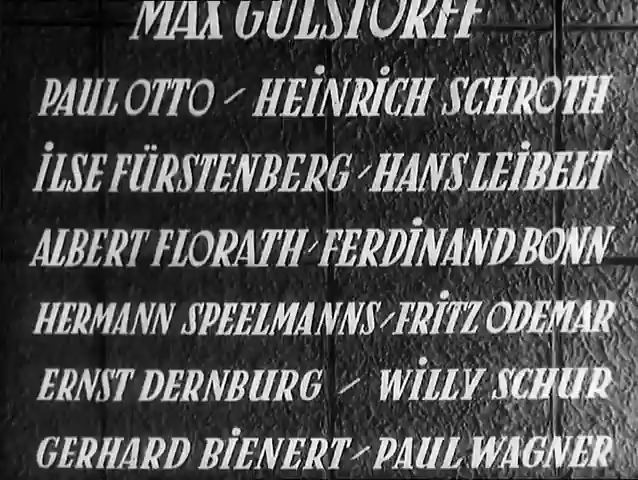 MAX GÜLSTORFF
PAUL OTTO / HEINRICH SCHROTH
ILSE FÜRSTENBERG / HANS LEIBELT
ALBERT FLORATH / FERDINAND BONN
HERMANN SPEELMANNS / FRITZ ODEMAR
ERNST DERNBURG / WILLY SCHUR
GERHARD BIENERT / PAUL WAGNER